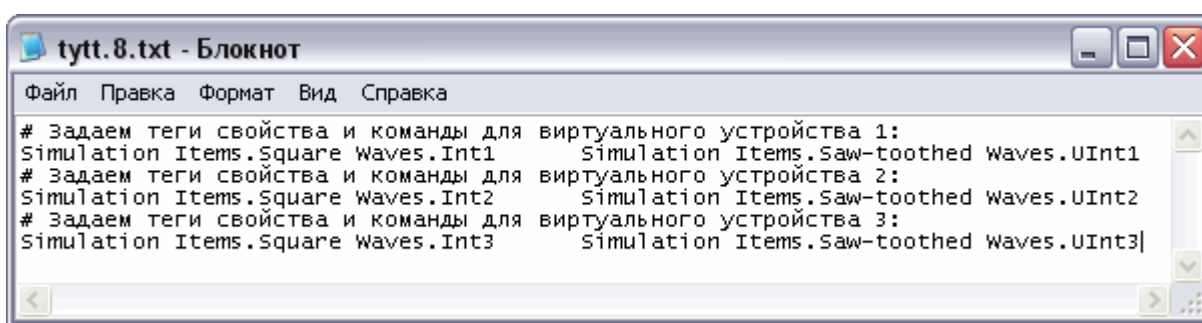 tytt.8.txt - Блокнот
Файл Правка Формат Вид Справка
# Задаем теги свойства и команды для виртуального устройства 1:
Simulation Items.Square Waves.Int1 Simulation Items.Saw-toothed Waves.UInt1
# Задаем теги свойства и команды для виртуального устройства 2:
Simulation Items.Square Waves.Int2 Simulation Items.Saw-toothed Waves.UInt2
# Задаем теги свойства и команды для виртуального устройства 3:
Simulation Items.Square Waves.Int3 Simulation Items.Saw-toothed Waves.UInt3